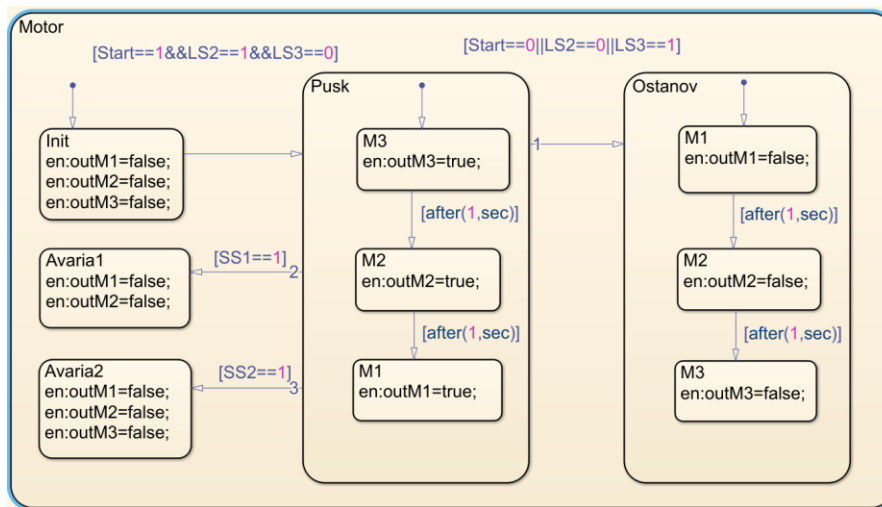 Motor
[Start==1&&LS2==1&&LS3==0]
[Start==0||LS2==0||LS3==1]
Init
en:outM1=false;
en:outM2=false;
en:outM3=false;
Avaria1
en:outM1=false;
en:outM2=false;
Avaria2
en:outM1=false;
en:outM2=false;
en:outM3=false;
[SS1==1]
2
[SS2==1]
3
Pusk
M3
en:outM3=true;
[after(1,sec)]
M2
en:outM2=true;
[after(1,sec)]
M1
en:outM1=true;
1
Ostanov
M1
en:outM1=false;
[after(1,sec)]
M2
en:outM2=false;
[after(1,sec)]
M3
en:outM3=false;